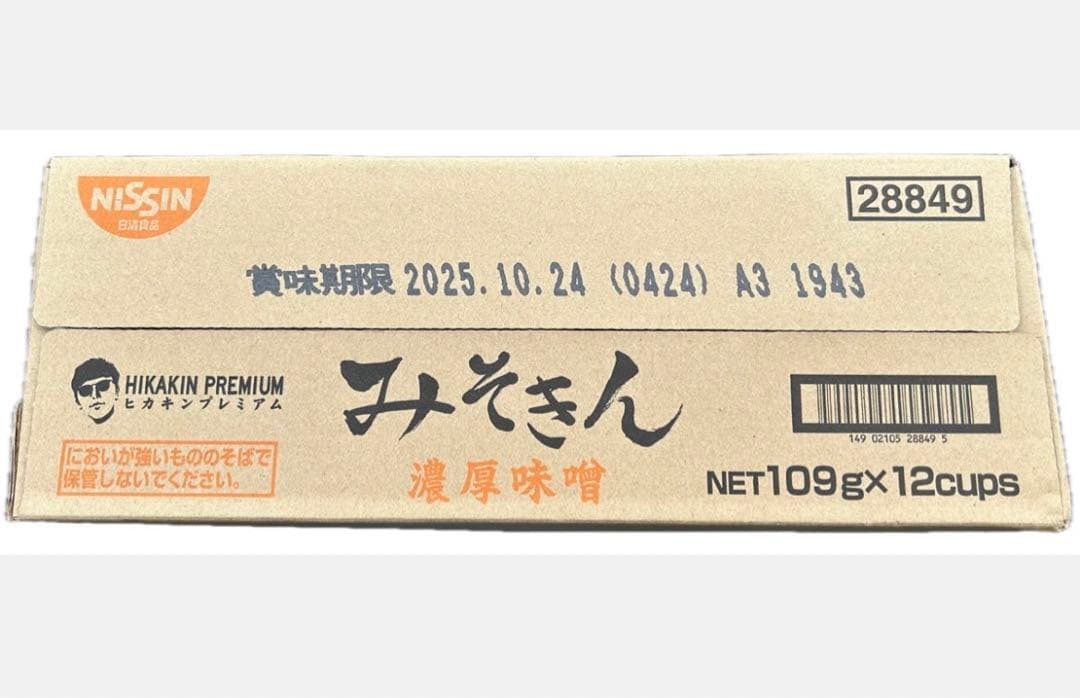 NISSIN
日清食品
28849
賞味期限 2025.10.24 (0424) A3 1943
HIKAKIN PREMIUM
ヒカキンプレミアム
みそきん
149 02105 28849 5
においが強いもののそばで
保管しないでください。
濃厚味噌
NET109g×12cups